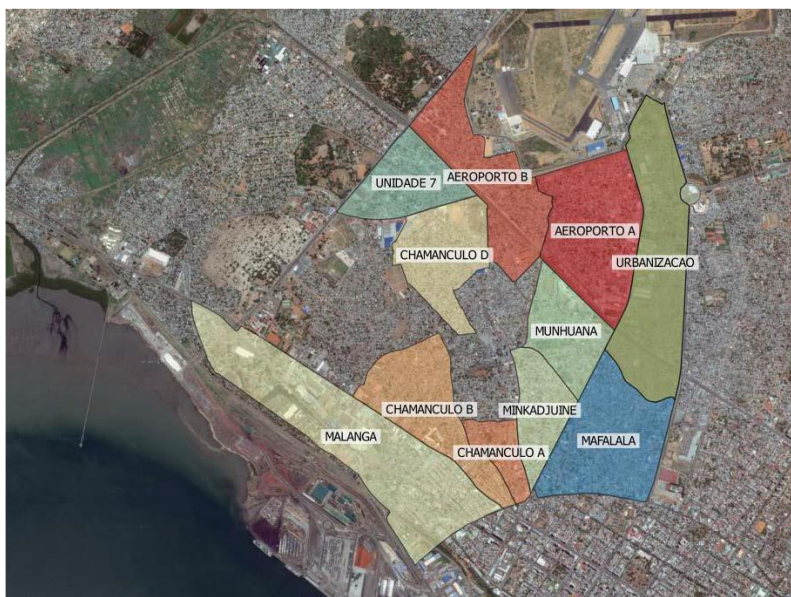 AEROPORTO B
UNIDADE 7
AEROPORTO A
CHAMANCULO D
URBANIZACAO
MUNHUANA
CHAMANCULO B
MINKADJUINE
MALANGA
CHAMANCULO A
MAFALALA